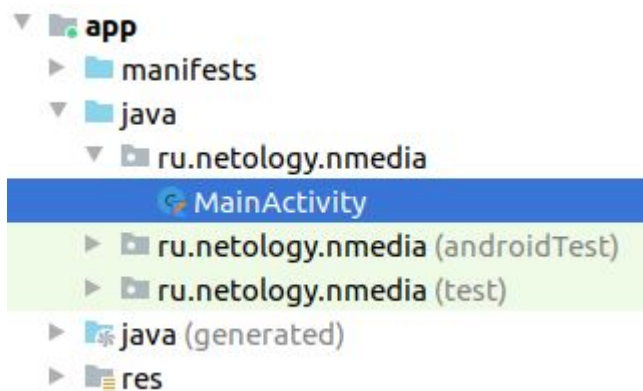 app
manifests
java
ru.netology.nmedia
MainActivity
ru.netology.nmedia (androidTest)
ru.netology.nmedia (test)
java (generated)
res